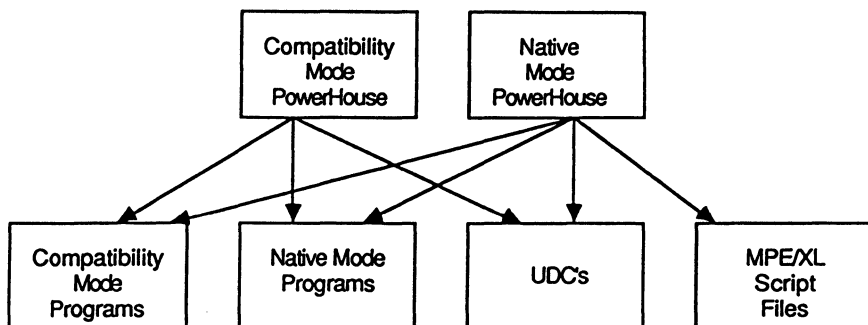 Compatibility
Mode
PowerHouse
Native
Mode
PowerHouse
Compatibility
Mode
Programs
Native Mode
Programs
UDC's
MPE/XL
Script
Files